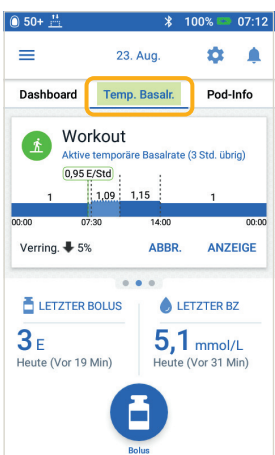 50+ 100% 07:12
23. Aug.
Dashboard Temp. Basalr. Pod-Info
Workout
Aktive temporäre Basalrate (3 Std. übrig)
0,95 E/Std
1 1,09 1,15 1
00:00 07:30 14:00 00:00
Verring. 5% ABBR. ANZEIGE
LETZTER BOLUS LETZTER BZ
3 E 5,1 mmol/L
Heute (Vor 19 Min) Heute (Vor 31 Min)
Bolus